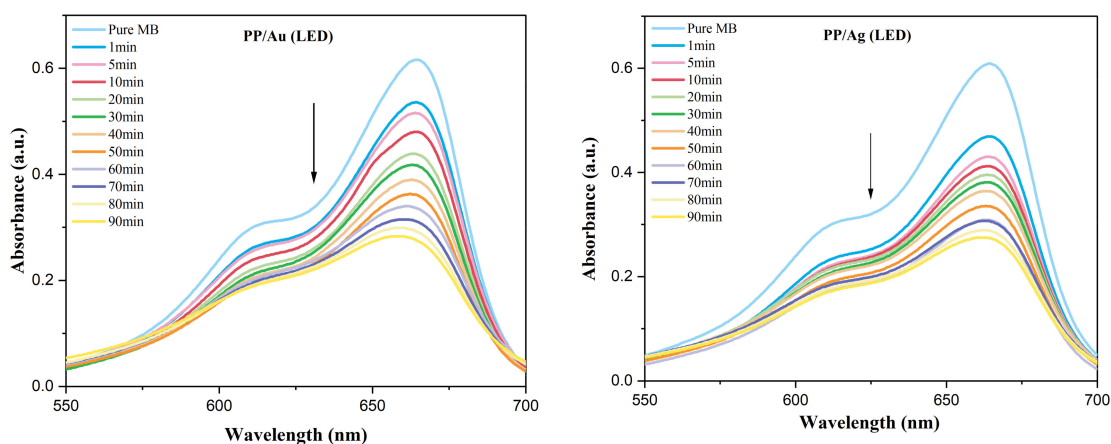 PP/Au (LED)
Pure MB
1min
5min
10min
20min
30min
40min
50min
60min
70min
80min
90min
Absorbance (a.u.)
0.6
0.4
0.2
0.0
550
600
650
700
Wavelength (nm)
PP/Ag (LED)
Pure MB
1min
5min
10min
20min
30min
40min
50min
60min
70min
80min
90min
Absorbance (a.u.)
0.6
0.4
0.2
0.0
550
600
650
700
Wavelength (nm)